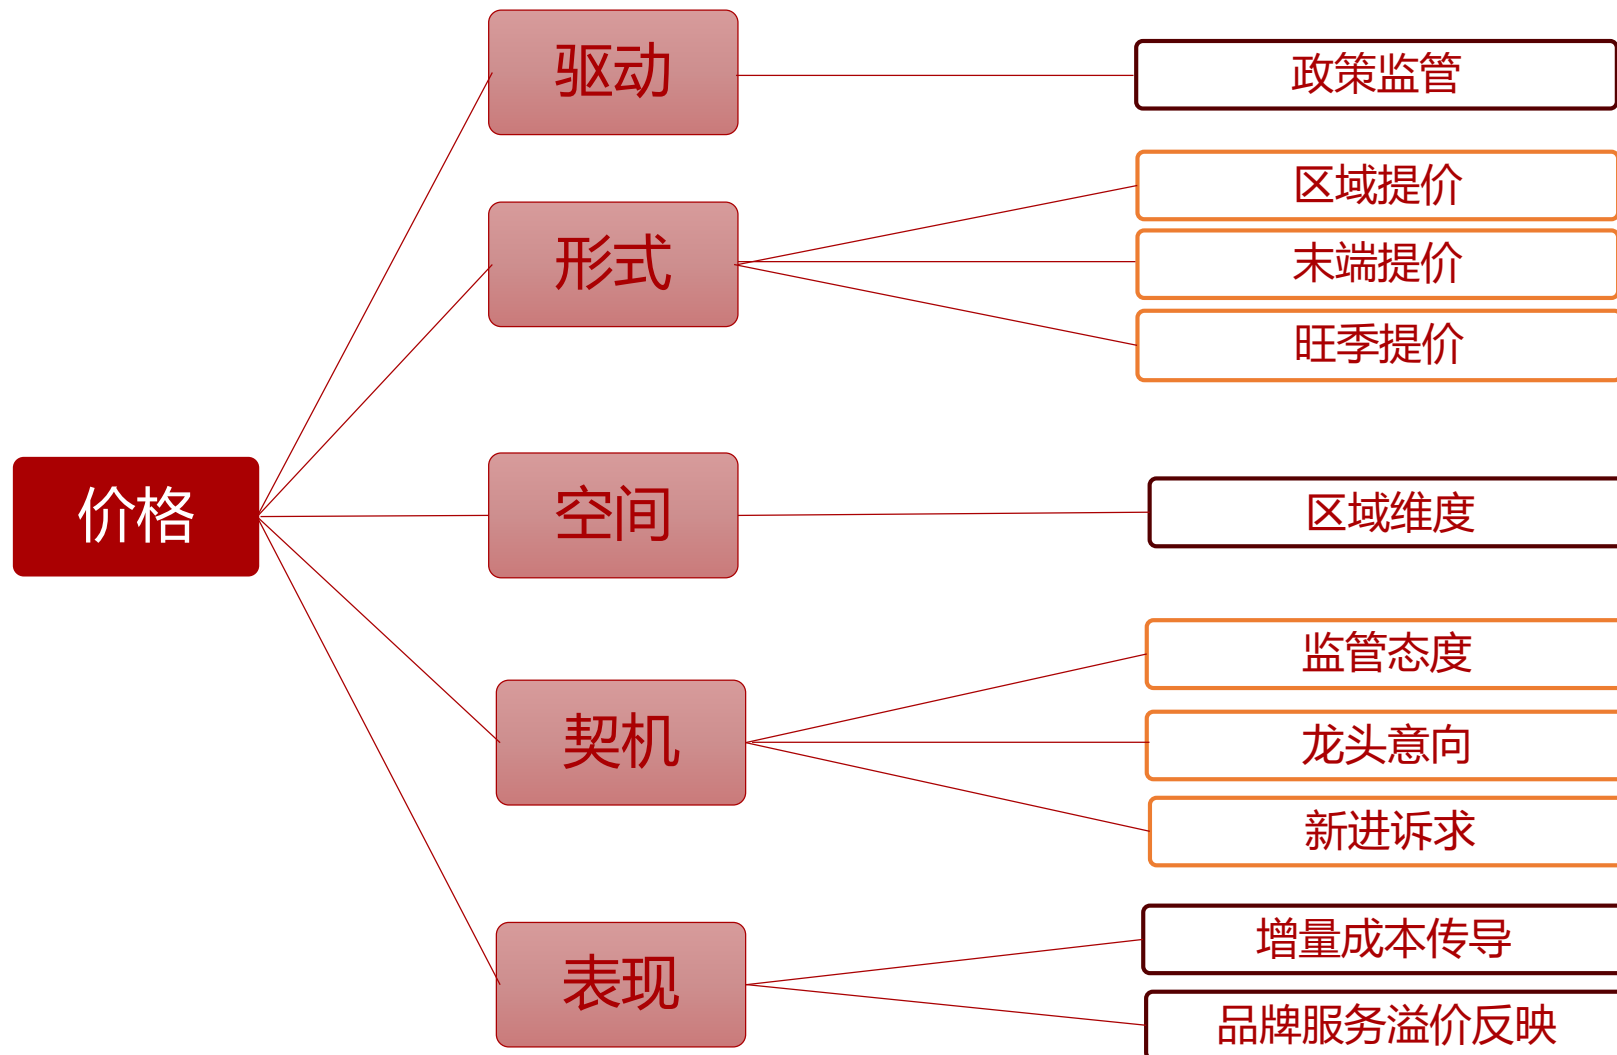 价格
驱动
政策监管
形式
区域提价
末端提价
旺季提价
空间
区域维度
契机
监管态度
龙头意向
新进诉求
表现
增量成本传导
品牌服务溢价反映